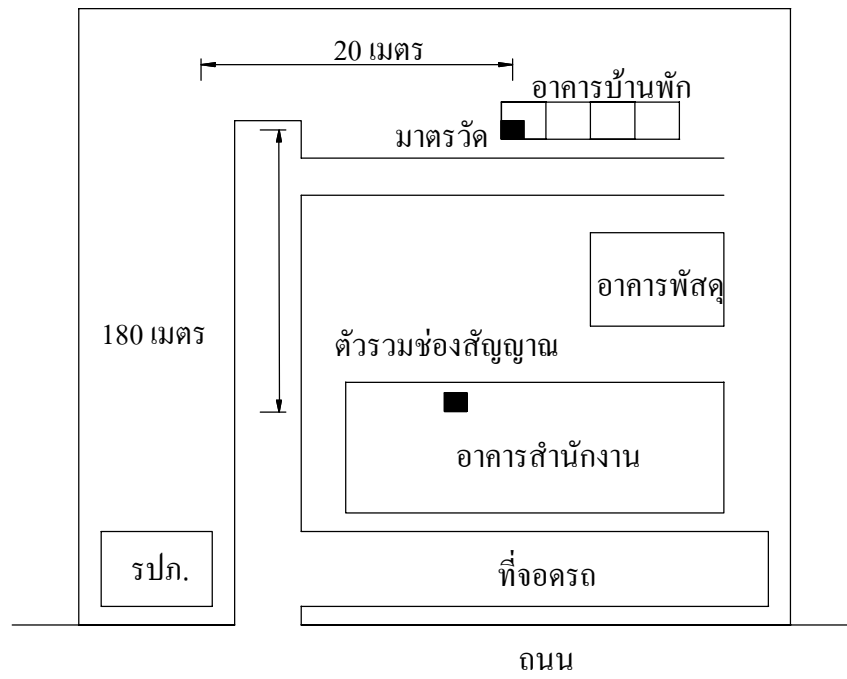 20 เมตร
อาคารบ้านพัก
มาตรวัด
อาคารพัสดุ
180 เมตร
ตัวรวมช่องสัญญาณ
อาคารสำนักงาน
รปภ.
ที่จอดรถ
ถนน